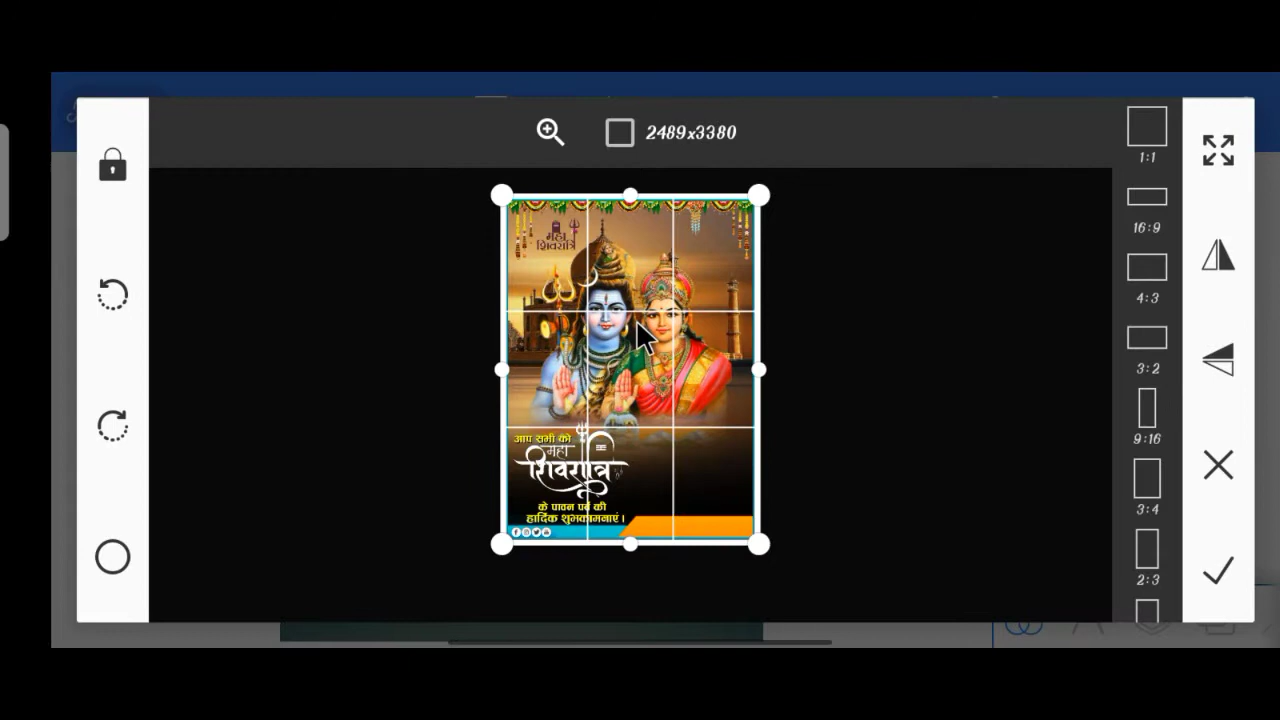 2489x3380
1:1
16:9
4:3
3:2
9:16
3:4
2:3
महा
शिवरात्रि
आप सभी को
महा
शिवरात्रि
के पावन पर्व की
हार्दिक शुभकामनाएं।